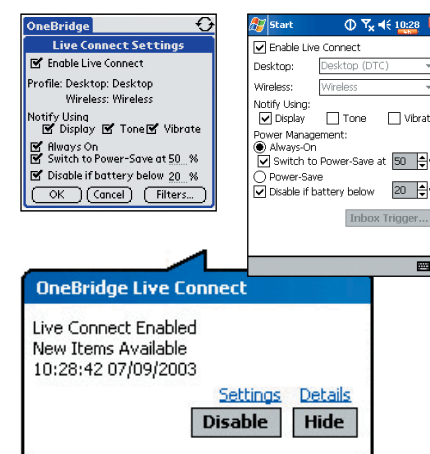 OneBridge
Live Connect Settings
Enable Live Connect
Profile: Desktop: Desktop
Wireless: Wireless
Notify Using
Display Tone Vibrate
Always On
Switch to Power-Save at 50 %
Disable if battery below 20 %
OK Cancel Filters...
Start 10:28
Enable Live Connect
Desktop: Desktop (DTC)
Wireless: Wireless
Notify Using:
Display Tone Vibrat
Power Management:
Always-On
Switch to Power-Save at 50
Power-Save
Disable if battery below 20
Inbox Trigger...
OneBridge Live Connect
Live Connect Enabled
New Items Available
10:28:42 07/09/2003
Settings Details
Disable Hide